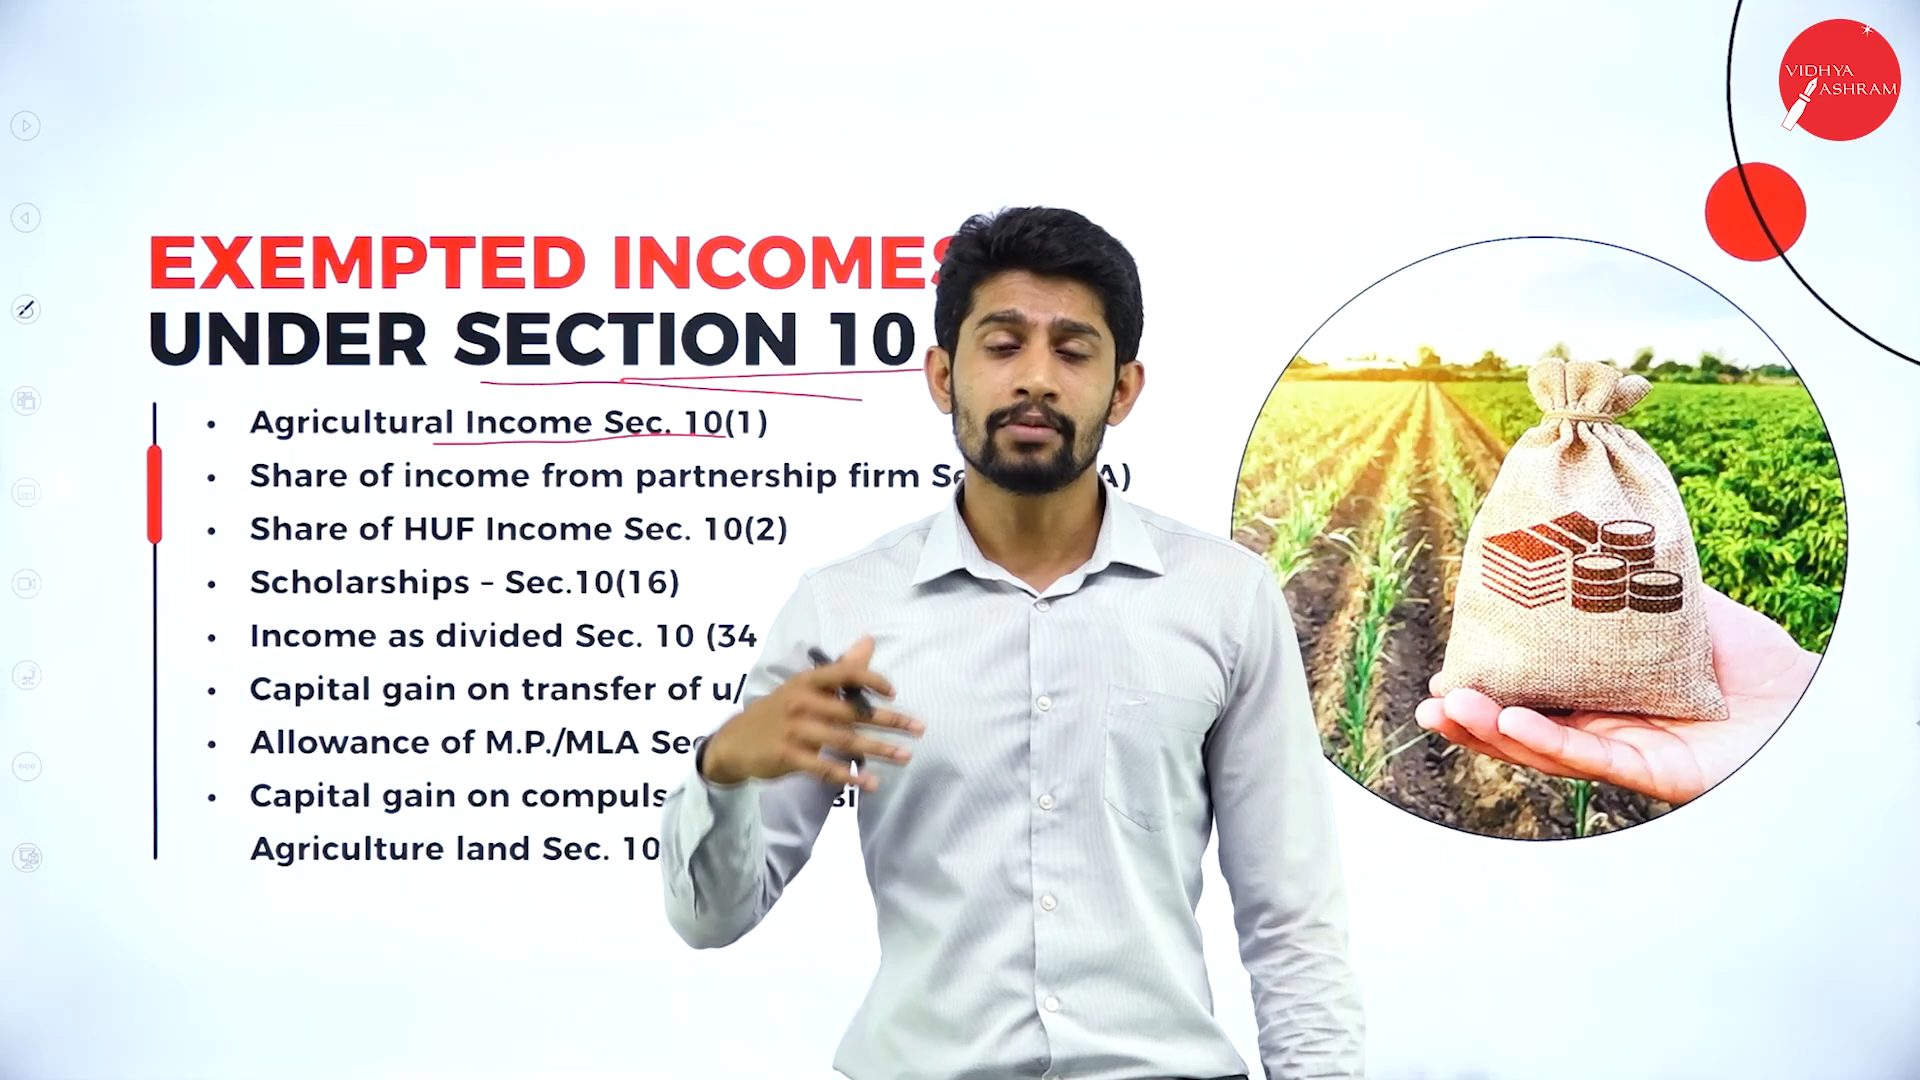 VIDHYA
ASHRAM
EXEMPTED INCOMES
UNDER SECTION 10
• Agricultural Income Sec. 10(1)
• Share of income from partnership firm A)
• Share of HUF Income Sec. 10(2)
• Scholarships – Sec.10(16)
• Income as divided Sec. 10 (34
• Capital gain on transfer of u/
• Allowance of M.P./MLA
• Capital gain on
Agriculture land Sec. 10